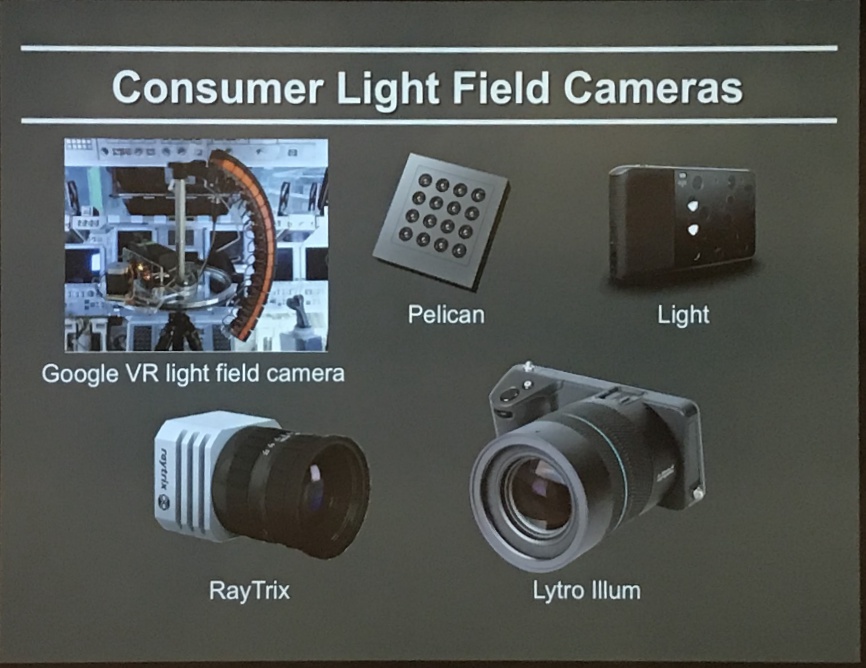 Consumer Light Field Cameras
Pelican
Light
Google VR light field camera
raytrix
RayTrix
Lytro Illum